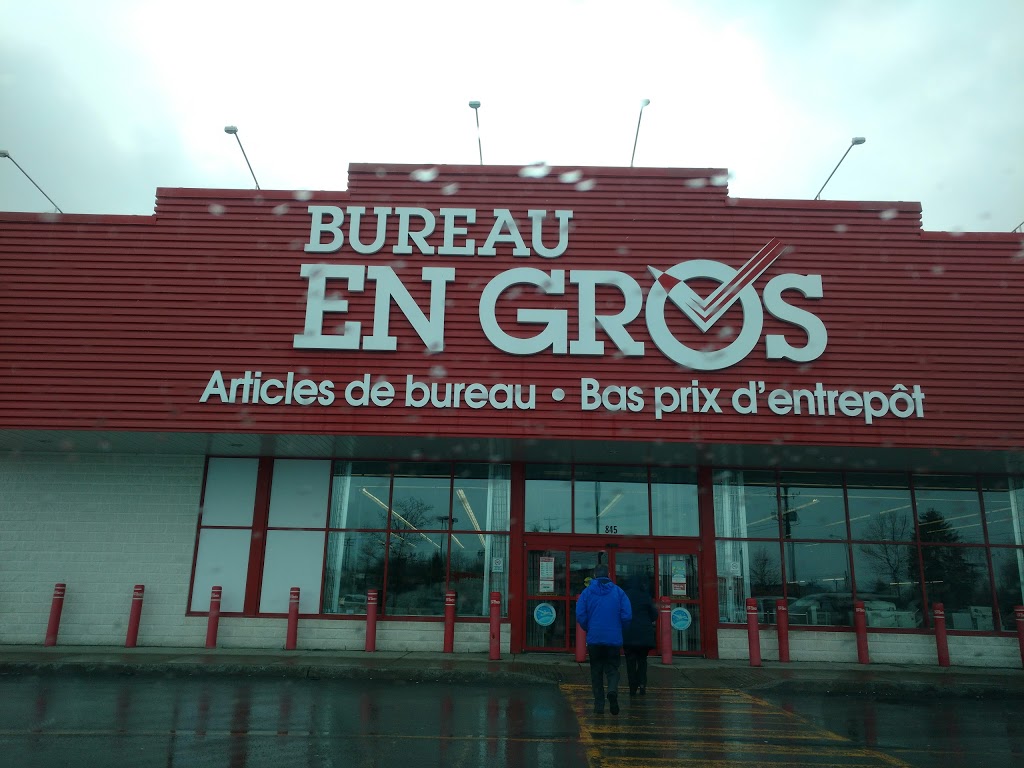 BUREAU
EN GROS
Articles de bureau • Bas prix d'entrepôt
845